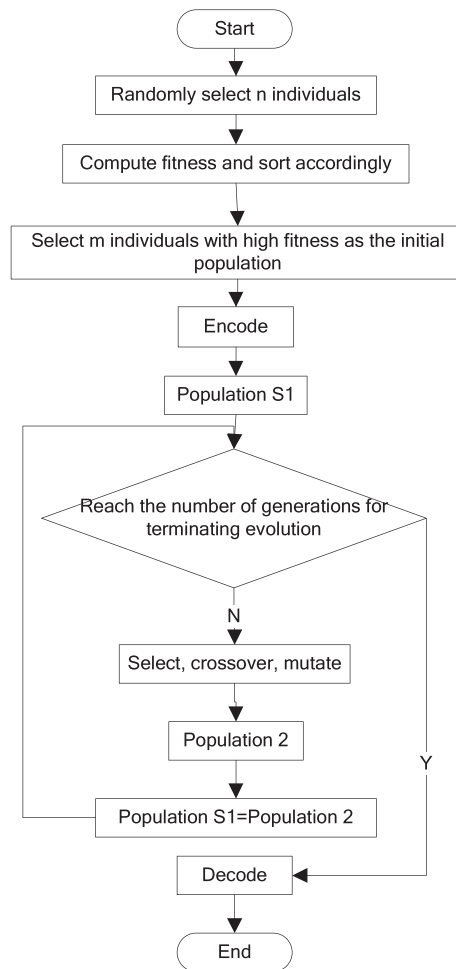 Start
Randomly select n individuals
Compute fitness and sort accordingly
Select m individuals with high fitness as the initial
population
Encode
Population S1
Reach the number of generations for
terminating evolution
N
Select, crossover, mutate
Population 2
Y
Population S1=Population 2
Decode
End